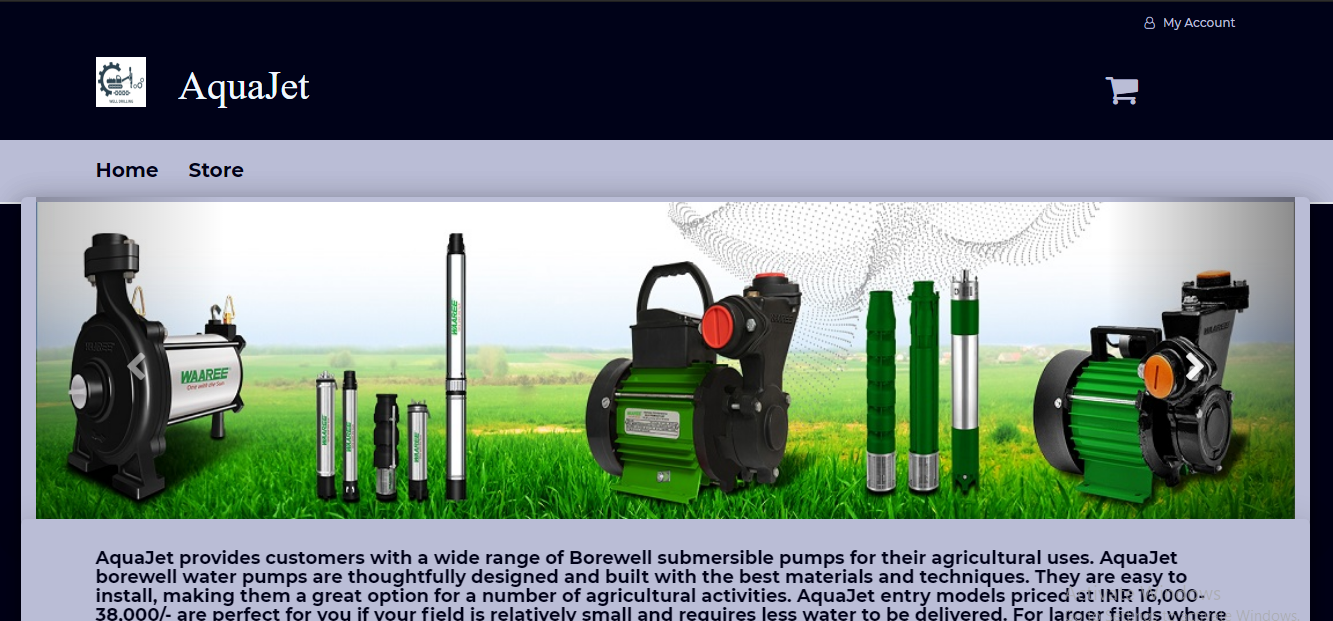 My Account
WELL DRILLING
AquaJet
Home Store
WAAREE
One with the Sun
WAAREE
WAAREE
WAAREE
WAAREE
WAAREE
WAAREE
AquaJet provides customers with a wide range of Borewell submersible pumps for their agricultural uses. AquaJet
borewell water pumps are thoughtfully designed and built with the best materials and techniques. They are easy to
install, making them a great option for a number of agricultural activities. AquaJet entry models priced at INR 16,000-
38,000/- are perfect for you if your field is relatively small and requires less water to be delivered. For larger fields where